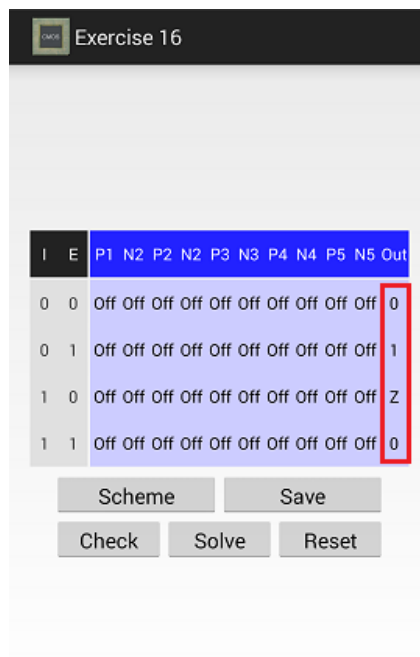 CMOS Exercise 16
I E P1 N2 P2 N2 P3 N3 P4 N4 P5 N5 Out
0 0 Off Off Off Off Off Off Off Off Off Off 0
0 1 Off Off Off Off Off Off Off Off Off Off 1
1 0 Off Off Off Off Off Off Off Off Off Off Z
1 1 Off Off Off Off Off Off Off Off Off Off 0
Scheme Save
Check Solve Reset